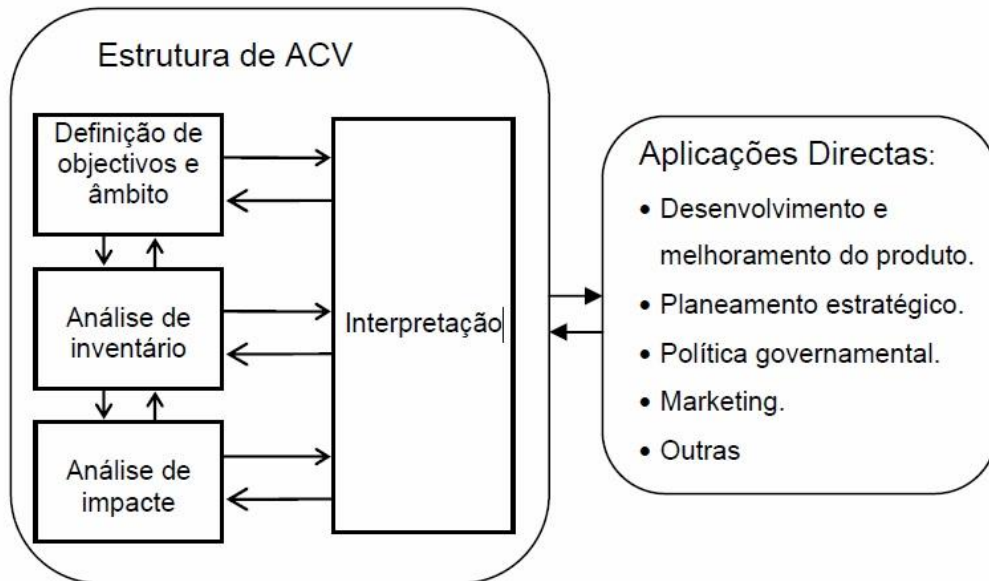 Estrutura de ACV
Definição de
objectivos e
âmbito
Análise de
inventário
Análise de
impacte
Interpretação
Aplicações Directas:
• Desenvolvimento e
melhoramento do produto.
• Planeamento estratégico.
• Política governamental.
• Marketing.
• Outras